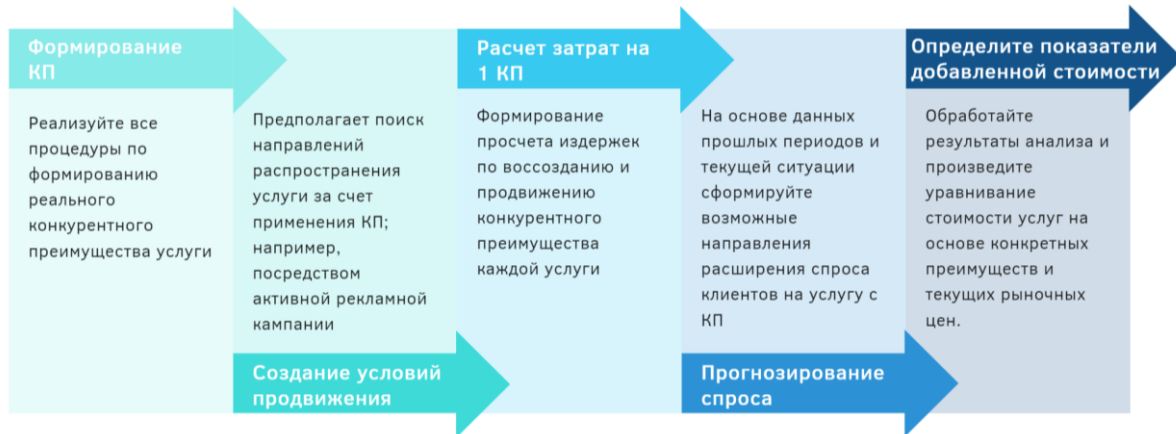 Формирование
КП
Реализуйте все
процедуры по
формированию
реального
конкурентного
преимущества услуги
Предполагает поиск
направлений
распространения
услуги за счет
применения КП;
например,
посредством
активной рекламной
кампании
Создание условий
продвижения
Расчет затрат на
1 КП
Формирование
просчета издержек
по воссозданию и
продвижению
конкурентного
преимущества
каждой услуги
На основе данных
прошлых периодов и
текущей ситуации
сформируйте
возможные
направления
расширения спроса
клиентов на услугу с
КП
Прогнозирование
спроса
Определите показатели
добавленной стоимости
Обработайте
результаты анализа и
произведите
уравнивание
стоимости услуг на
основе конкретных
преимуществ и
текущих рыночных
цен.